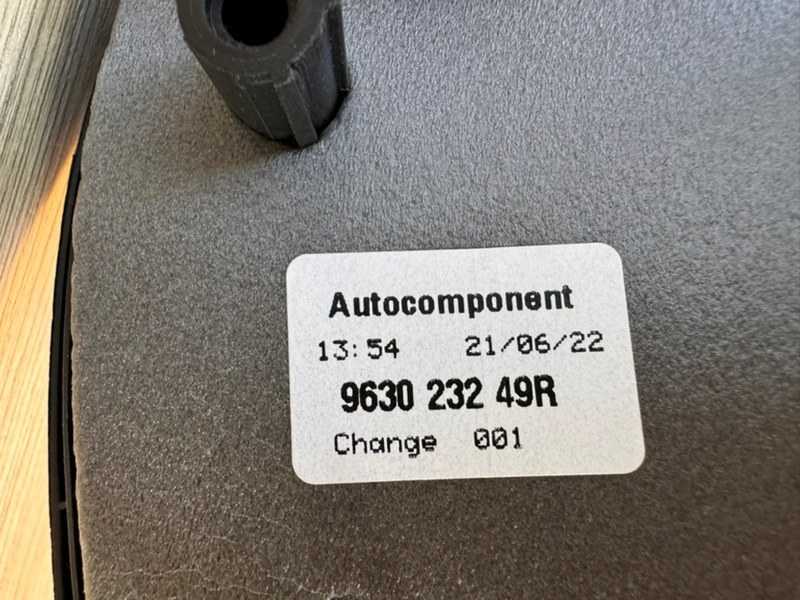 Autocomponent
13:54 21/06/22
9630 232 49R
Change 001